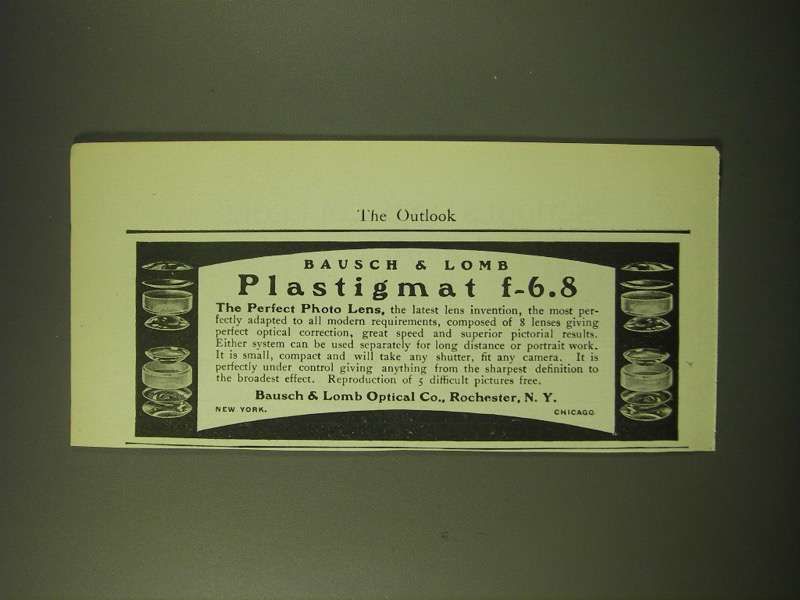 The Outlook
BAUSCH & LOMB
Plastigmat f-6.8
The Perfect Photo Lens, the latest lens invention, the most per-
fectly adapted to all modern requirements, composed of 8 lenses giving
perfect optical correction, great speed and superior pictorial results.
Either system can be used separately for long distance or portrait work.
It is small, compact and will take any shutter, fit any camera. It is
perfectly under control giving anything from the sharpest definition to
the broadest effect. Reproduction of 5 difficult pictures free.
Bausch & Lomb Optical Co., Rochester, N. Y.
NEW YORK. CHICAGO